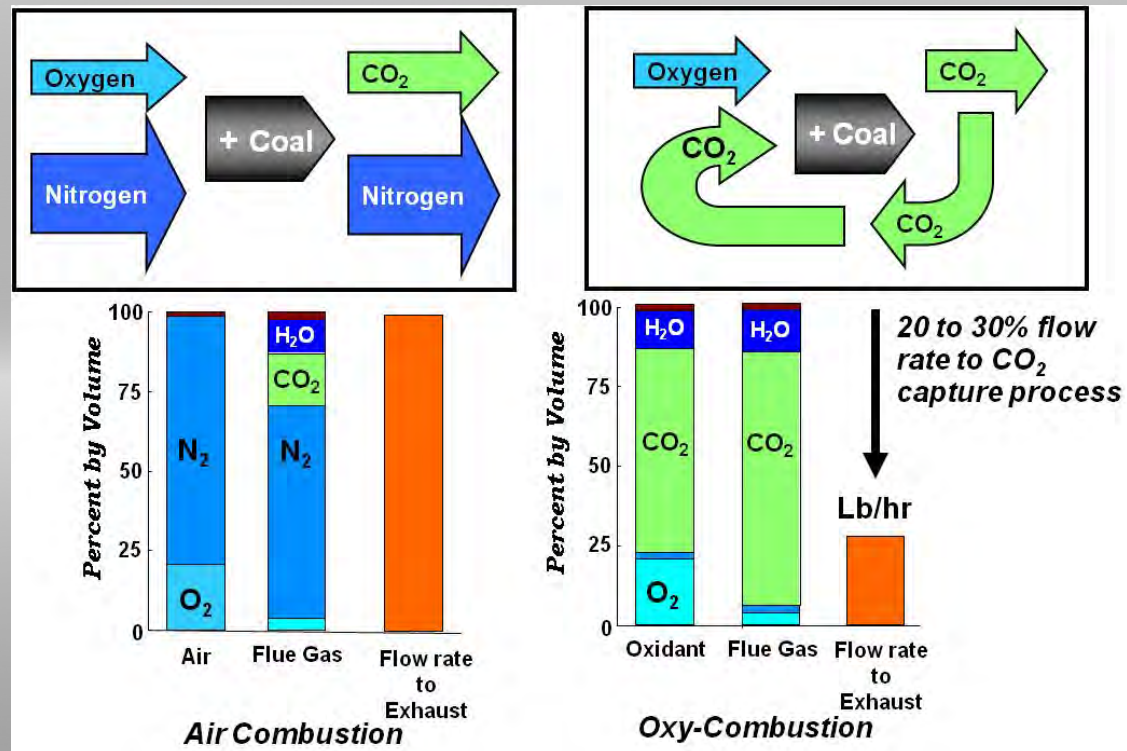 Oxygen
Nitrogen
+ Coal
CO₂
Nitrogen
Oxygen
CO₂
+ Coal
CO₂
CO₂
Percent by Volume
100
75
50
25
0
N₂
O₂
H₂O
CO₂
N₂
Air
Flue Gas
Flow rate
to
Exhaust
Air Combustion
Percent by Volume
100
75
50
25
0
H₂O
CO₂
O₂
H₂O
CO₂
20 to 30% flow
rate to CO₂
capture process
Lb/hr
Oxidant
Flue Gas
Flow rate
to
Exhaust
Oxy-Combustion